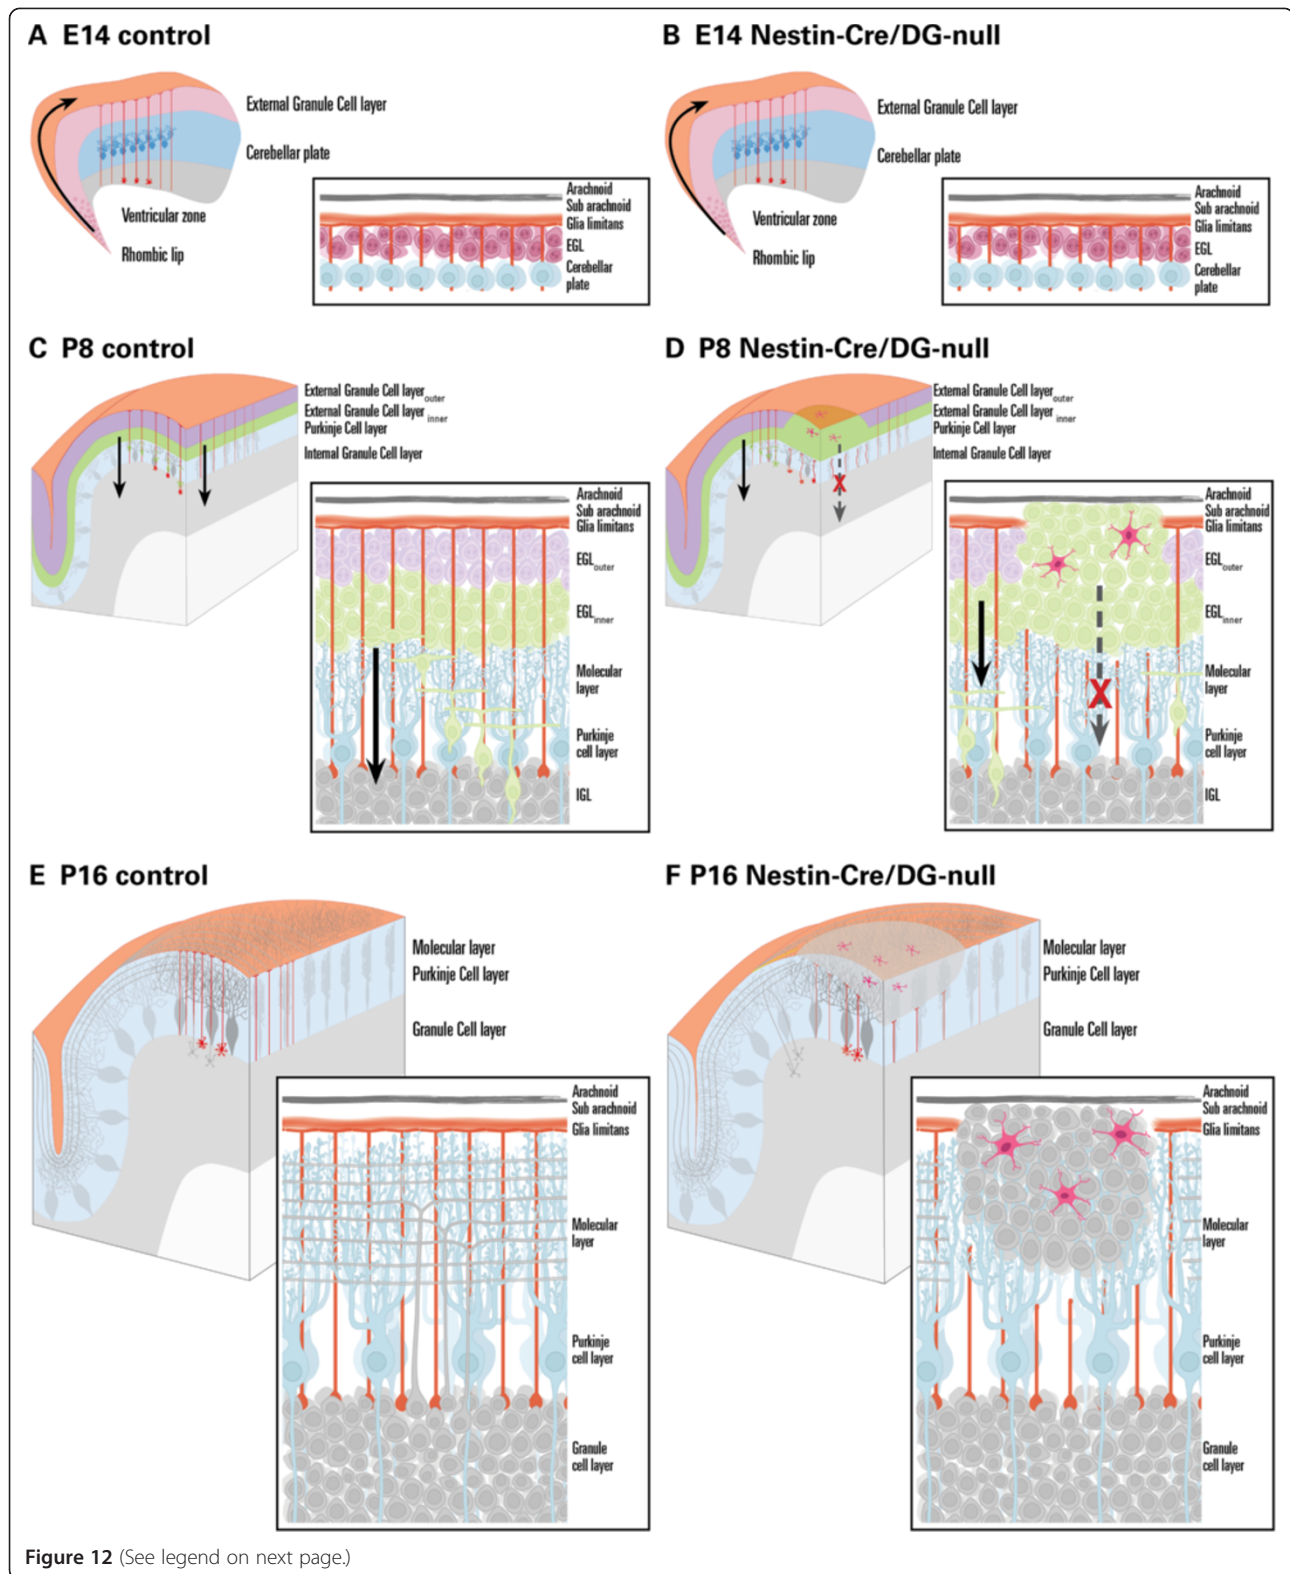 A E14 control
External Granule Cell layer
Cerebellar plate
Ventricular zone
Rhombic lip
Arachnoid
Sub arachnoid
Glia limitans
EGL
Cerebellar
plate
B E14 Nestin-Cre/DG-null
External Granule Cell layer
Cerebellar plate
Ventricular zone
Rhombic lip
Arachnoid
Sub arachnoid
Glia limitans
EGL
Cerebellar
plate
C P8 control
External Granule Cell layer outer
External Granule Cell layer inner
Purkinje Cell layer
Internal Granule Cell layer
Arachnoid
Sub arachnoid
Glia limitans
EGL outer
EGL inner
Molecular
layer
Purkinje
cell layer
IGL
D P8 Nestin-Cre/DG-null
External Granule Cell layer outer
External Granule Cell layer inner
Purkinje Cell layer
Internal Granule Cell layer
X
Arachnoid
Sub arachnoid
Glia limitans
EGL outer
EGL inner
Molecular
layer
X
Purkinje
cell layer
IGL
E P16 control
Molecular layer
Purkinje Cell layer
Granule Cell layer
Arachnoid
Sub arachnoid
Glia limitans
Molecular
layer
Purkinje
cell layer
Granule
cell layer
F P16 Nestin-Cre/DG-null
Molecular layer
Purkinje Cell layer
Granule Cell layer
Arachnoid
Sub arachnoid
Glia limitans
Molecular
layer
Purkinje
cell layer
Granule
cell layer
Figure 12 (See legend on next page.)